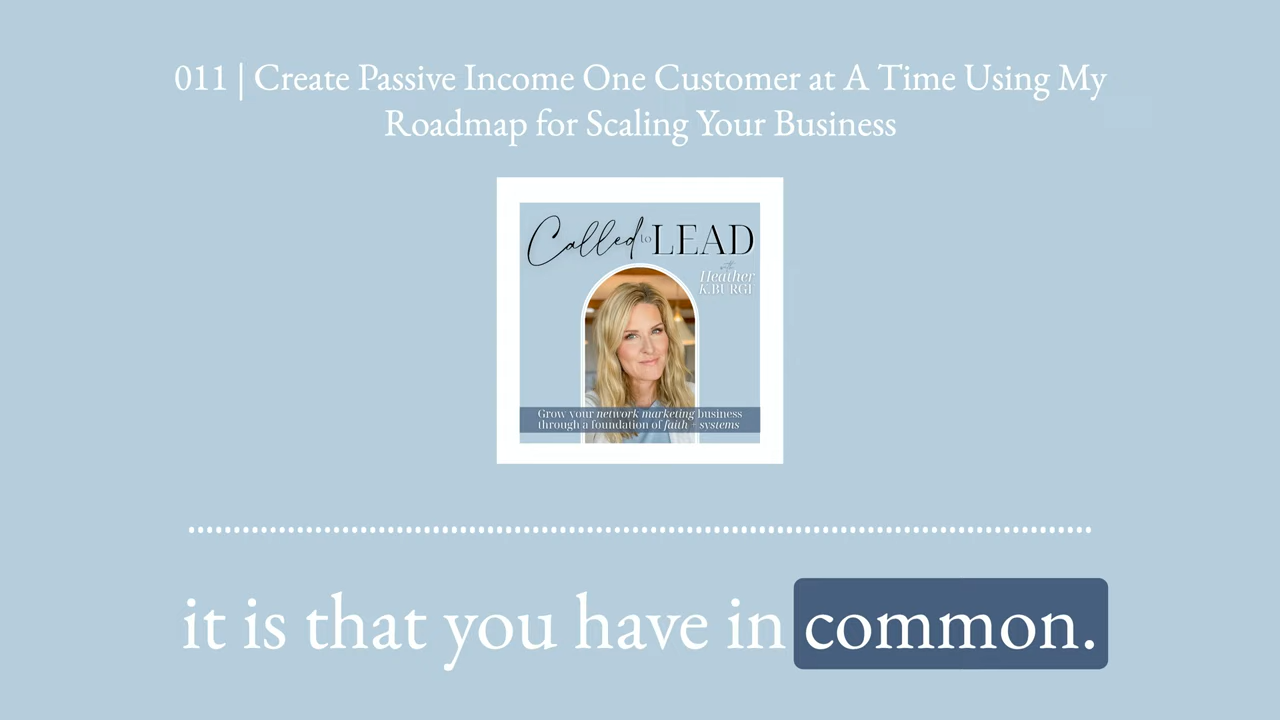 011 | Create Passive Income One Customer at A Time Using My
Roadmap for Scaling Your Business
Called to LEAD
with
Heather
K.BURGE
Grow your network marketing business
through a foundation of faith + systems
it is that you have in common.